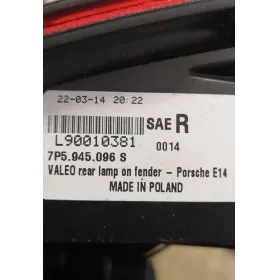 22-03-14 20:22
SAE R
L90010381 0014
7P5.945.096 S
VALEO rear lamp on fender - Porsche E14
MADE IN POLAND